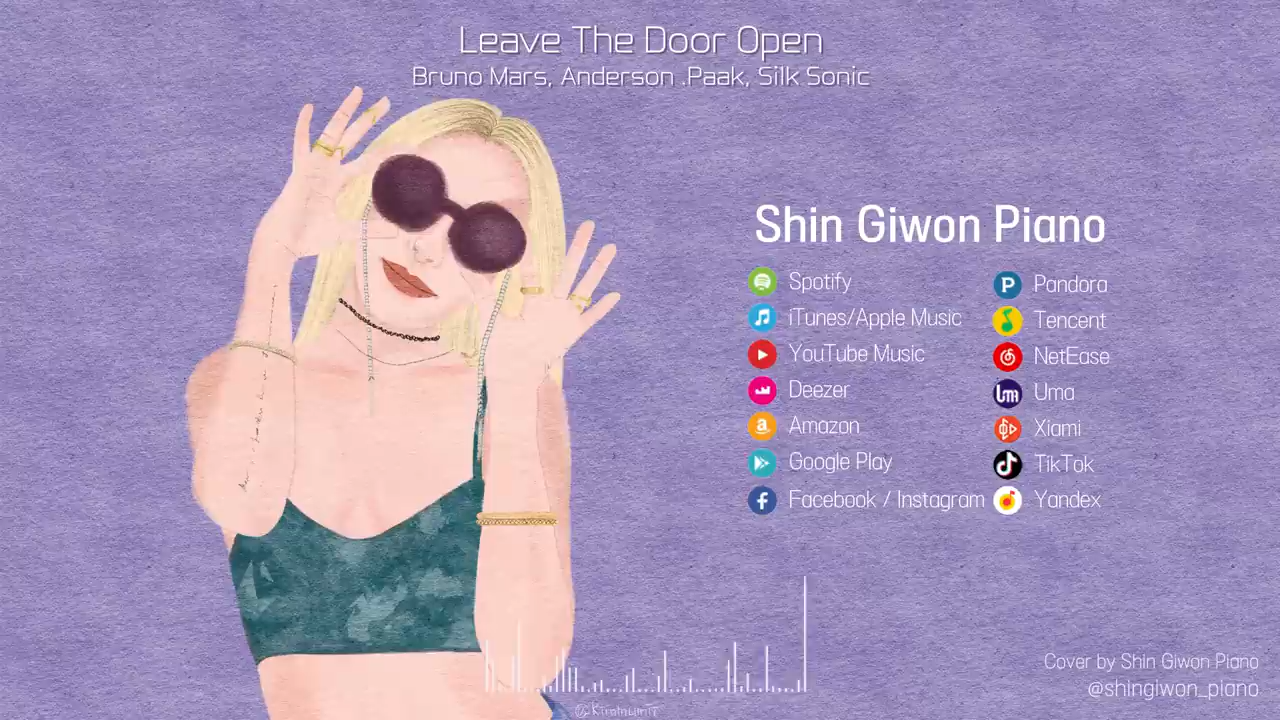 Leave The Door Open
Bruno Mars, Anderson .Paak, Silk Sonic
Shin Giwon Piano
Spotify
iTunes/Apple Music
YouTube Music
Deezer
Amazon
Google Play
Facebook / Instagram
Pandora
Tencent
NetEase
Uma
Xiami
TikTok
Yandex
Cover by Shin Giwon Piano
@shingiwon_piano